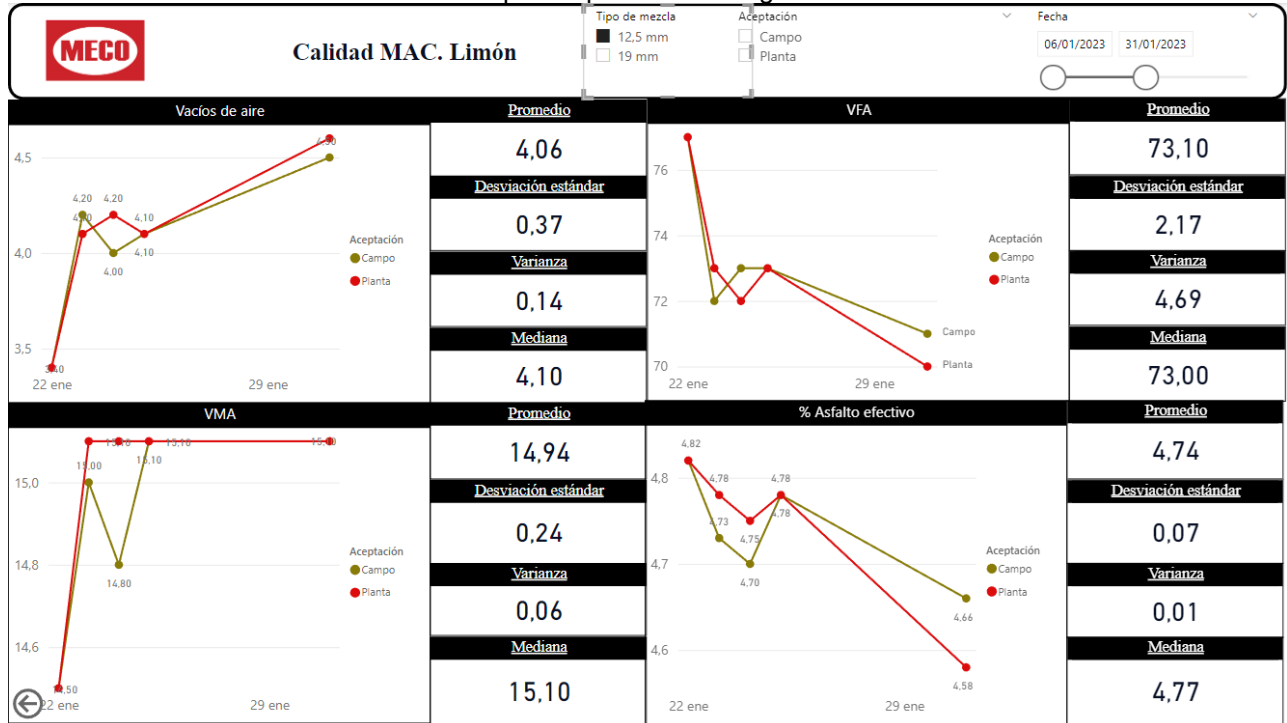 Tipo de mezcla
12,5 mm
19 mm
Aceptación
Campo
Planta
Fecha
06/01/2023 31/01/2023
MECO
Calidad MAC. Limón
Vacíos de aire
4,5
4,0
3,5
4,20 4,20
4,10
4,10
4,00
3,40
22 ene 29 ene
Aceptación
Campo
Planta
Promedio
4,06
Desviación estándar
0,37
Varianza
0,14
Mediana
4,10
VFA
76
74
72
70
22 ene 29 ene
Campo
Planta
Aceptación
Campo
Planta
Promedio
73,10
Desviación estándar
2,17
Varianza
4,69
Mediana
73,00
VMA
15,0
14,8
14,6
15,10 15,10 15,10
15,00 15,10
14,80
22 ene 29 ene
Aceptación
Campo
Planta
Promedio
14,94
Desviación estándar
0,24
Varianza
0,06
Mediana
15,10
% Asfalto efectivo
4,8
4,7
4,6
4,82
4,78 4,78
4,73 4,78
4,75
4,70
4,66
4,58
22 ene 29 ene
Aceptación
Campo
Planta
Promedio
4,74
Desviación estándar
0,07
Varianza
0,01
Mediana
4,77